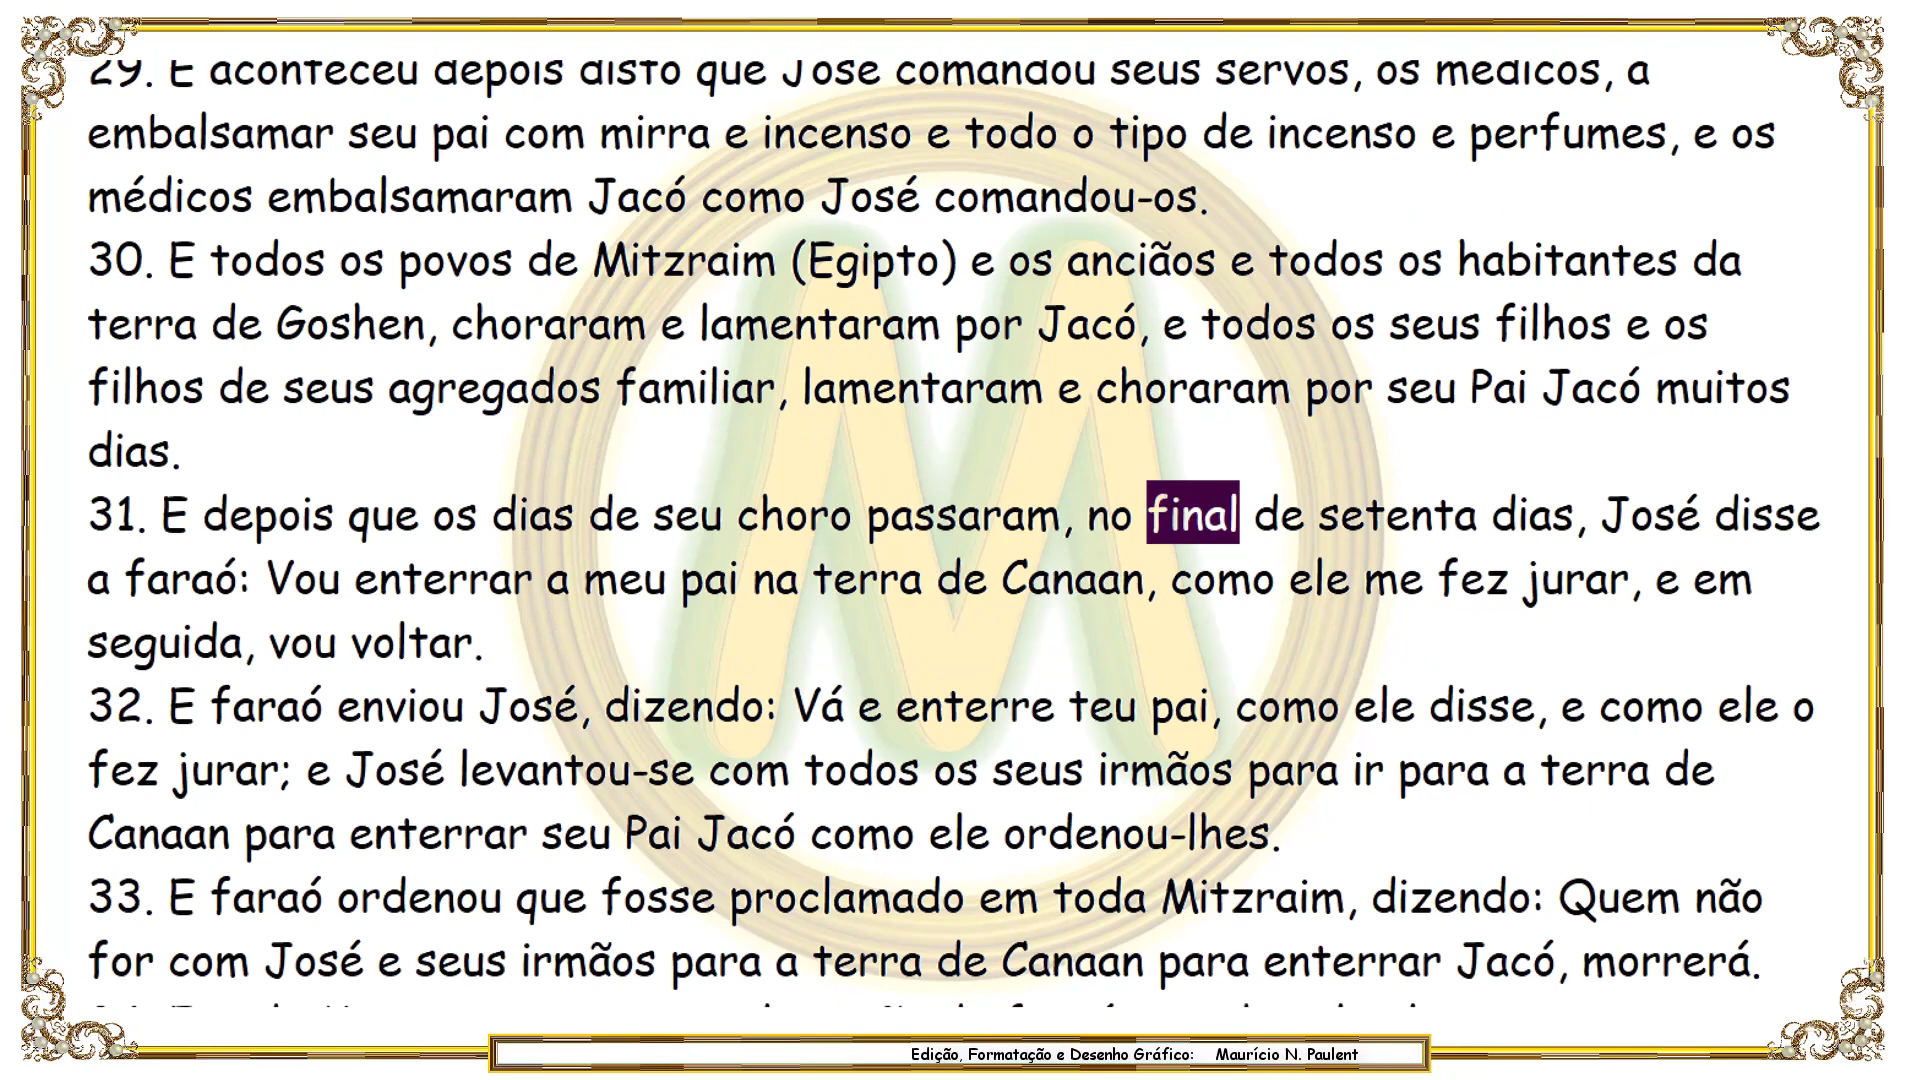 29. E aconteceu depois disto que José comandou seus servos, os médicos, a
embalsamar seu pai com mirra e incenso e todo o tipo de incenso e perfumes, e os
médicos embalsamaram Jacó como José comandou-os.
30. E todos os povos de Mitzraim (Egipto) e os anciãos e todos os habitantes da
terra de Goshen, choraram e lamentaram por Jacó, e todos os seus filhos e os
filhos de seus agregados familiar, lamentaram e choraram por seu Pai Jacó muitos
dias.
31. E depois que os dias de seu choro passaram, no final de setenta dias, José disse
a faraó: Vou enterrar a meu pai na terra de Canaan, como ele me fez jurar, e em
seguida, vou voltar.
32. E faraó enviou José, dizendo: Vá e enterre teu pai, como ele disse, e como ele o
fez jurar; e José levantou-se com todos os seus irmãos para ir para a terra de
Canaan para enterrar seu Pai Jacó como ele ordenou-lhes.
33. E faraó ordenou que fosse proclamado em toda Mitzraim, dizendo: Quem não
for com José e seus irmãos para a terra de Canaan para enterrar Jacó, morrerá.
Edição, Formatação e Desenho Gráfico: Maurício N. Paulent